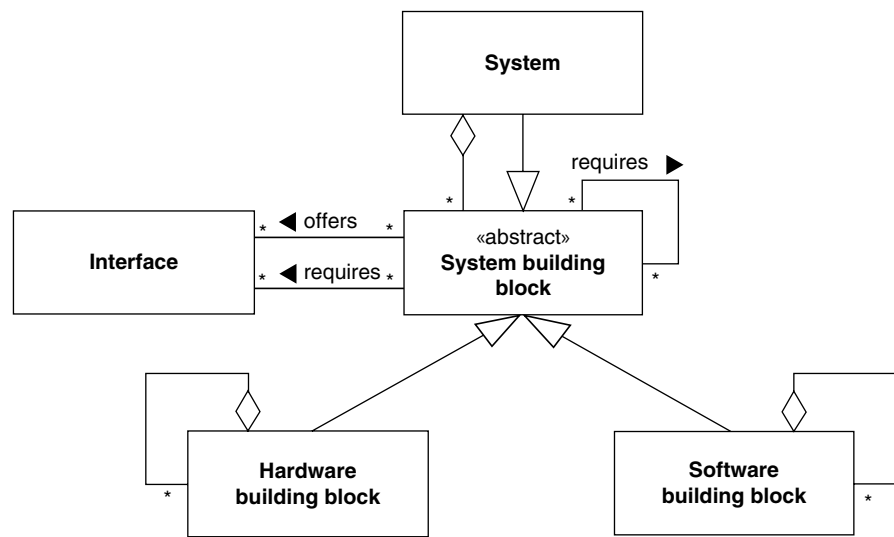 System
requires ▶
*
*
◀ offers
*
*
Interface
«abstract»
System building
block
*
◀ requires
*
*
Hardware
building block
*
Software
building block
*